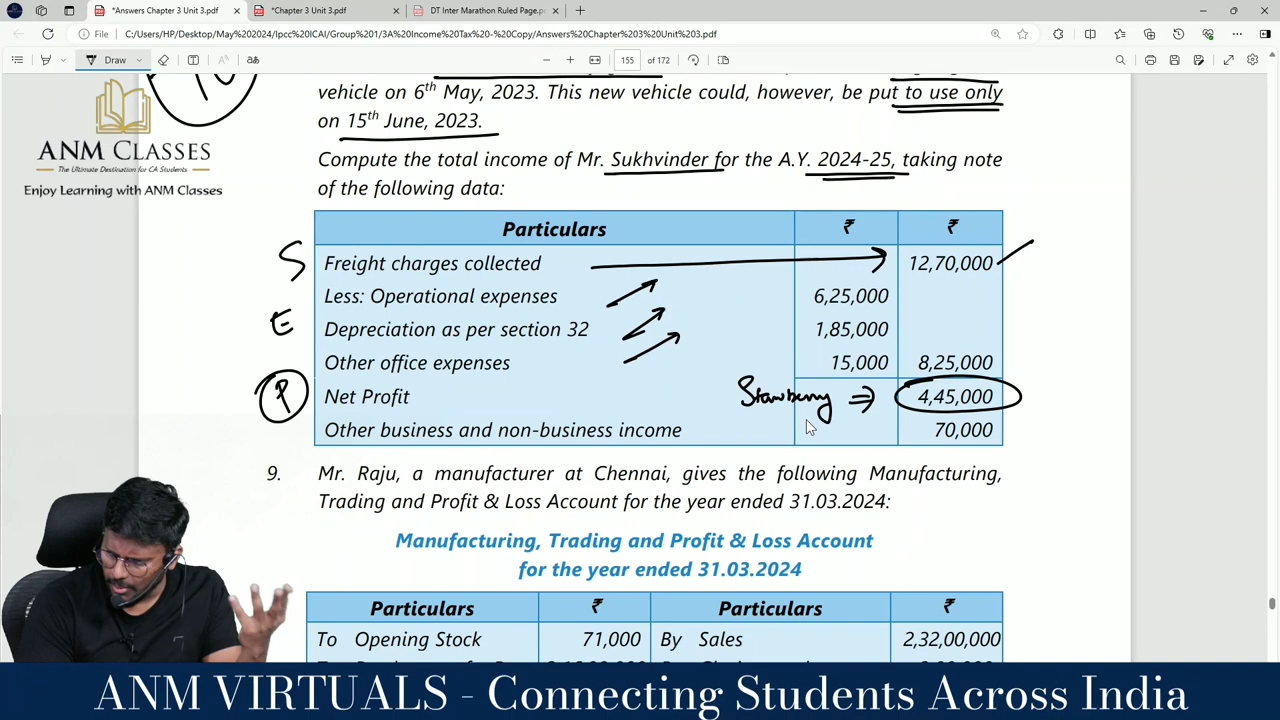 *Answers Chapter 3 Unit 3.pdf
*Chapter 3 Unit 3.pdf
DT Inter Marathon Ruled Page.p
File
C:/Users/HP/Desktop/May%202024/Ipcc%20ICAI/Group%201/3A%20Income%20Tax%20-%20Copy/Answers%20Chapter%203%20Unit%203.pdf
Draw
155 of 172
vehicle on 6th May, 2023. This new vehicle could, however, be put to use only
on 15th June, 2023.
ANM CLASSES
The Ultimate Destination for CA Students
Enjoy Learning with ANM Classes
Compute the total income of Mr. Sukhvinder for the A.Y. 2024-25, taking note
of the following data:
Particulars ₹ ₹
S Freight charges collected 12,70,000
Less: Operational expenses 6,25,000
E Depreciation as per section 32 1,85,000
Other office expenses 15,000 8,25,000
P Net Profit Stawberry ⇒ 4,45,000
Other business and non-business income 70,000
9. Mr. Raju, a manufacturer at Chennai, gives the following Manufacturing,
Trading and Profit & Loss Account for the year ended 31.03.2024:
Manufacturing, Trading and Profit & Loss Account
for the year ended 31.03.2024
Particulars ₹ Particulars ₹
To Opening Stock 71,000 By Sales 2,32,00,000
ANM VIRTUALS - Connecting Students Across India